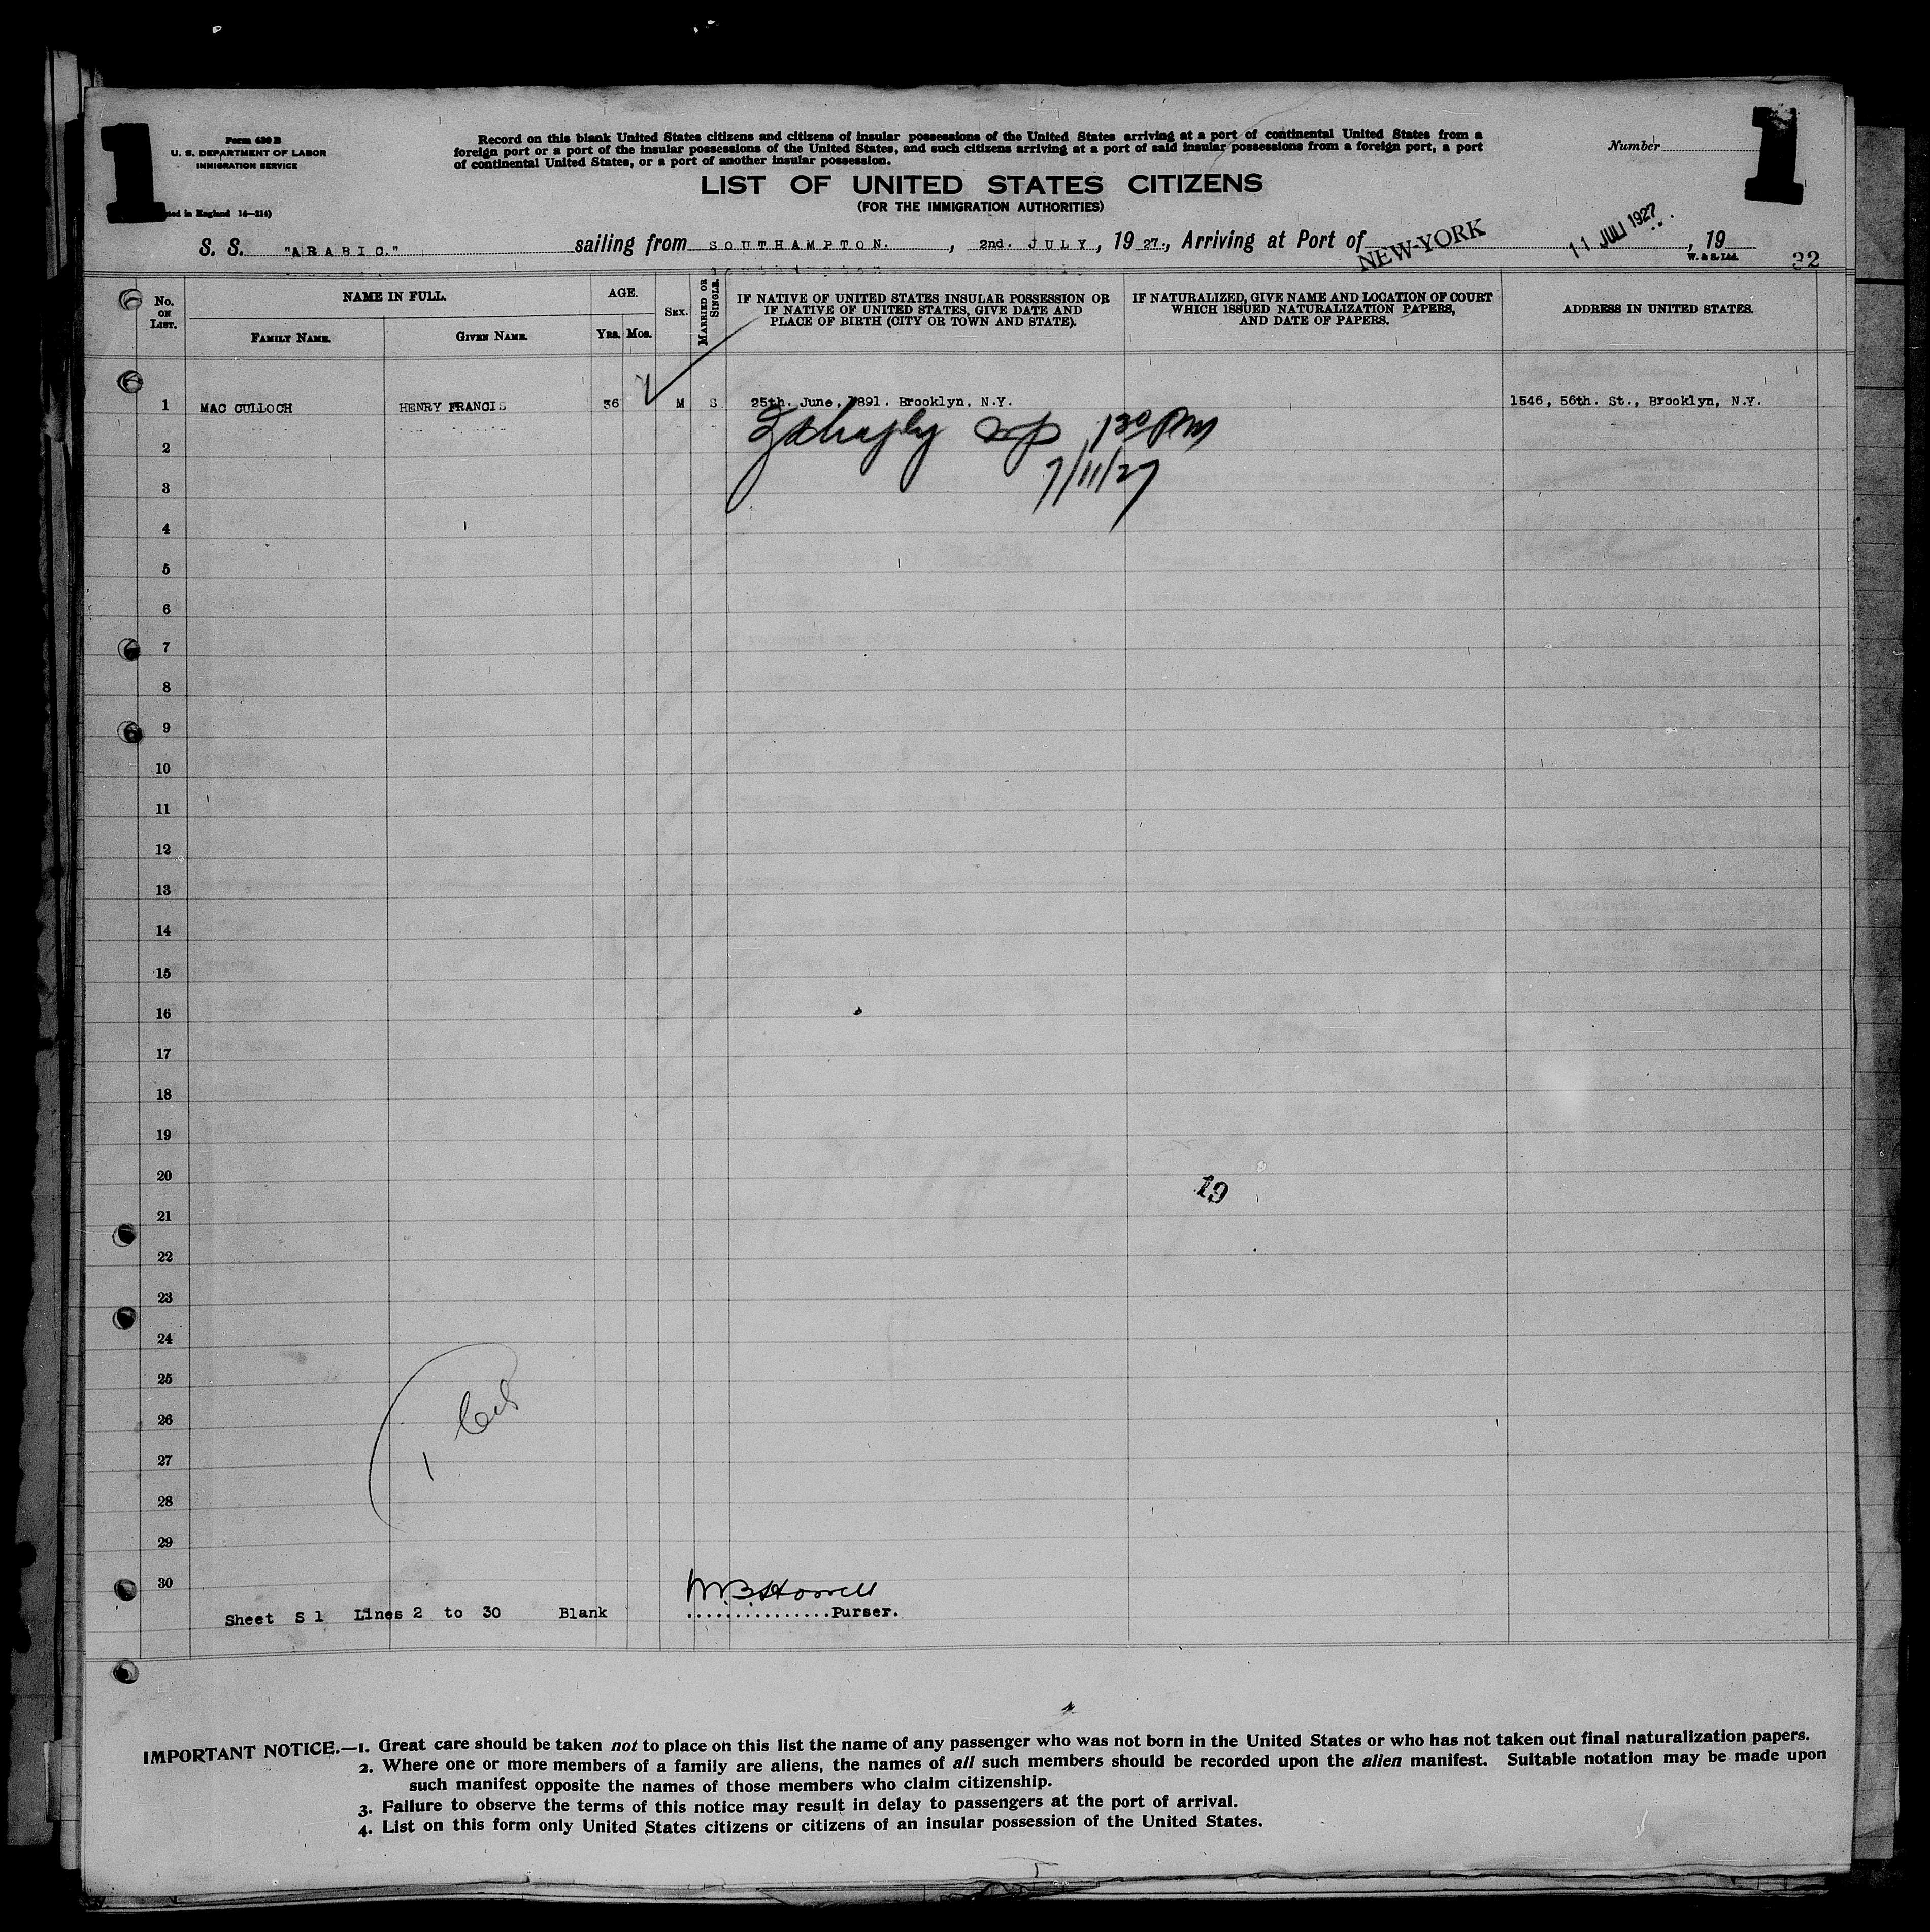 1
1
Form 630 B
U. S. DEPARTMENT OF LABOR
IMMIGRATION SERVICE
ted in England 14—214)
Record on this blank United States citizens and citizens of insular possessions of the United States arriving at a port of continental United States from a
foreign port or a port of the insular possessions of the United States, and such citizens arriving at a port of said insular possessions from a foreign port, a port
of continental United States, or a port of another insular possession.
Number
LIST OF UNITED STATES CITIZENS
(FOR THE IMMIGRATION AUTHORITIES)
S. S. "ARABIC." sailing from SOUTHAMPTON. , 2nd. JULY , 19 27., Arriving at Port of NEW-YORK 11 JULI 1927 , 19
W. & S. Ltd.
32
No. ON LIST.
NAME IN FULL.
FAMILY NAME.
GIVEN NAME.
AGE.
Yrs. Mos.
SEX.
MARRIED OR SINGLE.
IF NATIVE OF UNITED STATES INSULAR POSSESSION OR
IF NATIVE OF UNITED STATES, GIVE DATE AND
PLACE OF BIRTH (CITY OR TOWN AND STATE).
IF NATURALIZED, GIVE NAME AND LOCATION OF COURT
WHICH ISSUED NATURALIZATION PAPERS,
AND DATE OF PAPERS.
ADDRESS IN UNITED STATES.
1 MAC CULLOCH HENRY FRANCIS 36 M S 25th. June, 1891. Brooklyn, N.Y. 1546, 56th. St., Brooklyn, N.Y.
130 PM
2
7/11/27
3
4
5
6
7
8
9
10
11
12
13
14
15
16
17
18
19
20
19
21
22
23
24
25
26
27
28
29
30
Sheet S 1 Lines 2 to 30 Blank
...............Purser.
IMPORTANT NOTICE.—1. Great care should be taken not to place on this list the name of any passenger who was not born in the United States or who has not taken out final naturalization papers.
2. Where one or more members of a family are aliens, the names of all such members should be recorded upon the alien manifest. Suitable notation may be made upon
such manifest opposite the names of those members who claim citizenship.
3. Failure to observe the terms of this notice may result in delay to passengers at the port of arrival.
4. List on this form only United States citizens or citizens of an insular possession of the United States.